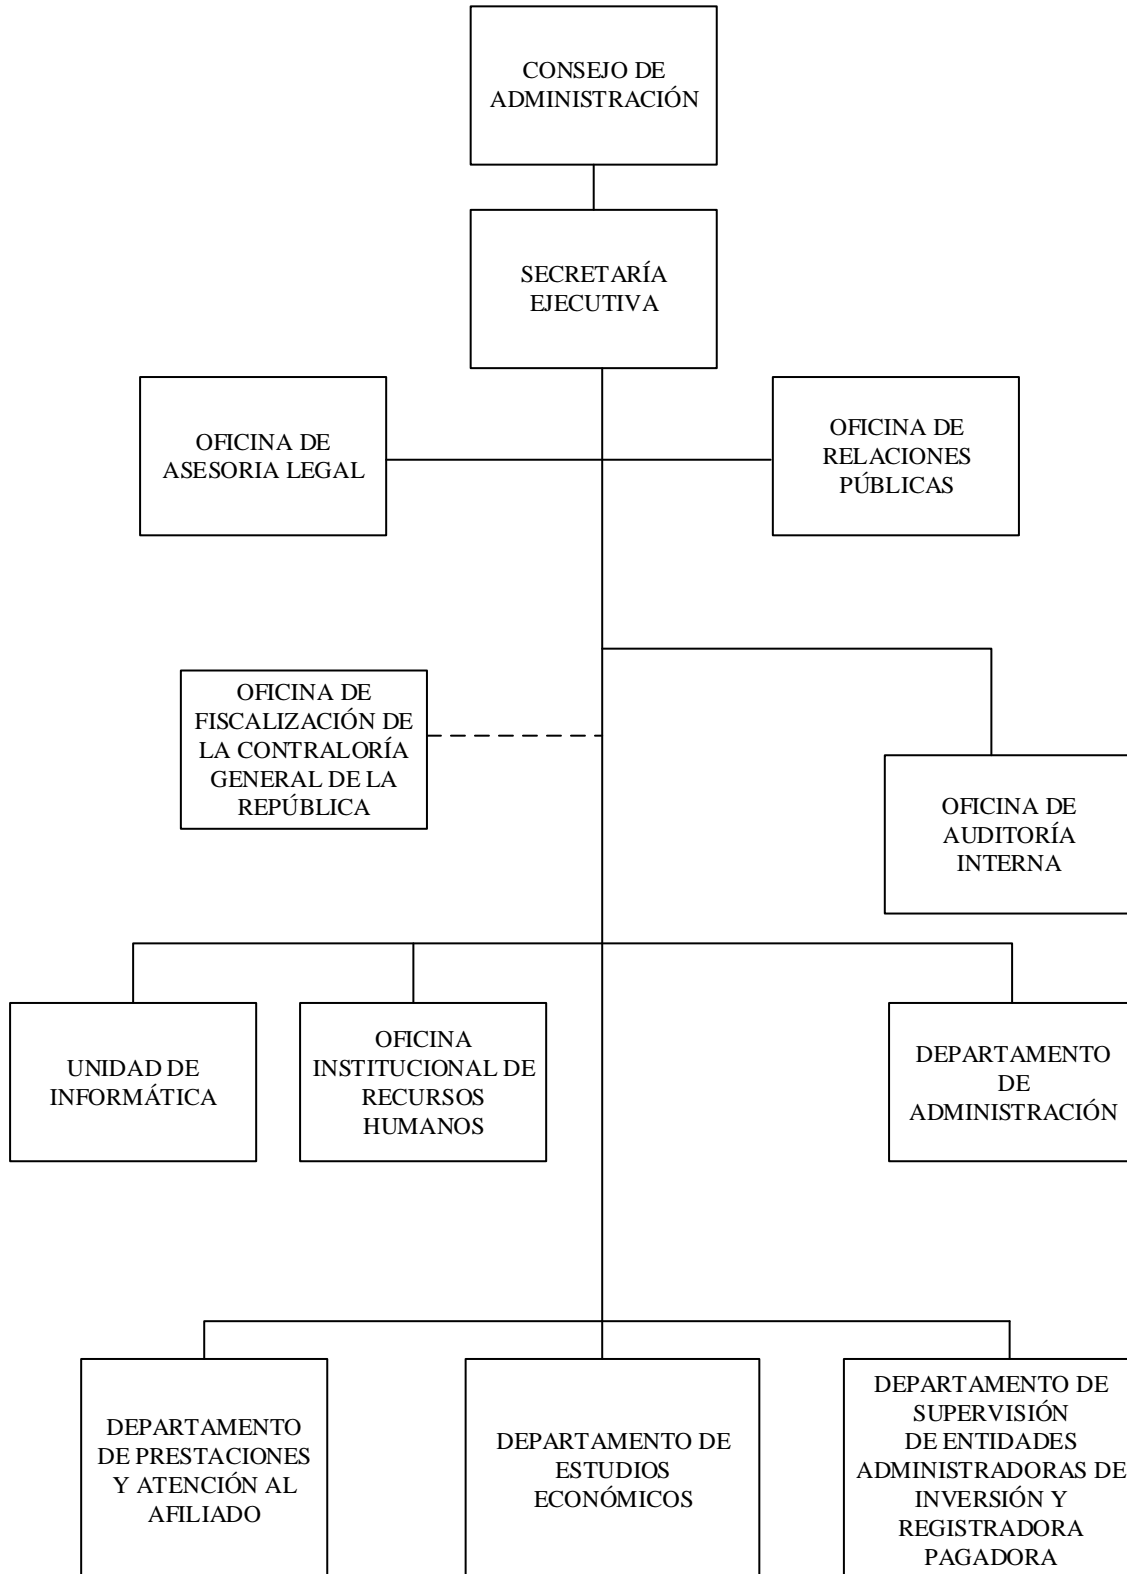 CONSEJO DE
ADMINISTRACIÓN
SECRETARÍA
EJECUTIVA
OFICINA DE
ASESORIA LEGAL
OFICINA DE
RELACIONES
PÚBLICAS
OFICINA DE
FISCALIZACIÓN DE
LA CONTRALORÍA
GENERAL DE LA
REPÚBLICA
OFICINA DE
AUDITORÍA
INTERNA
UNIDAD DE
INFORMÁTICA
OFICINA
INSTITUCIONAL DE
RECURSOS
HUMANOS
DEPARTAMENTO
DE
ADMINISTRACIÓN
DEPARTAMENTO
DE PRESTACIONES
Y ATENCIÓN AL
AFILIADO
DEPARTAMENTO DE
ESTUDIOS
ECONÓMICOS
DEPARTAMENTO DE
SUPERVISIÓN
DE ENTIDADES
ADMINISTRADORAS DE
INVERSIÓN Y
REGISTRADORA
PAGADORA